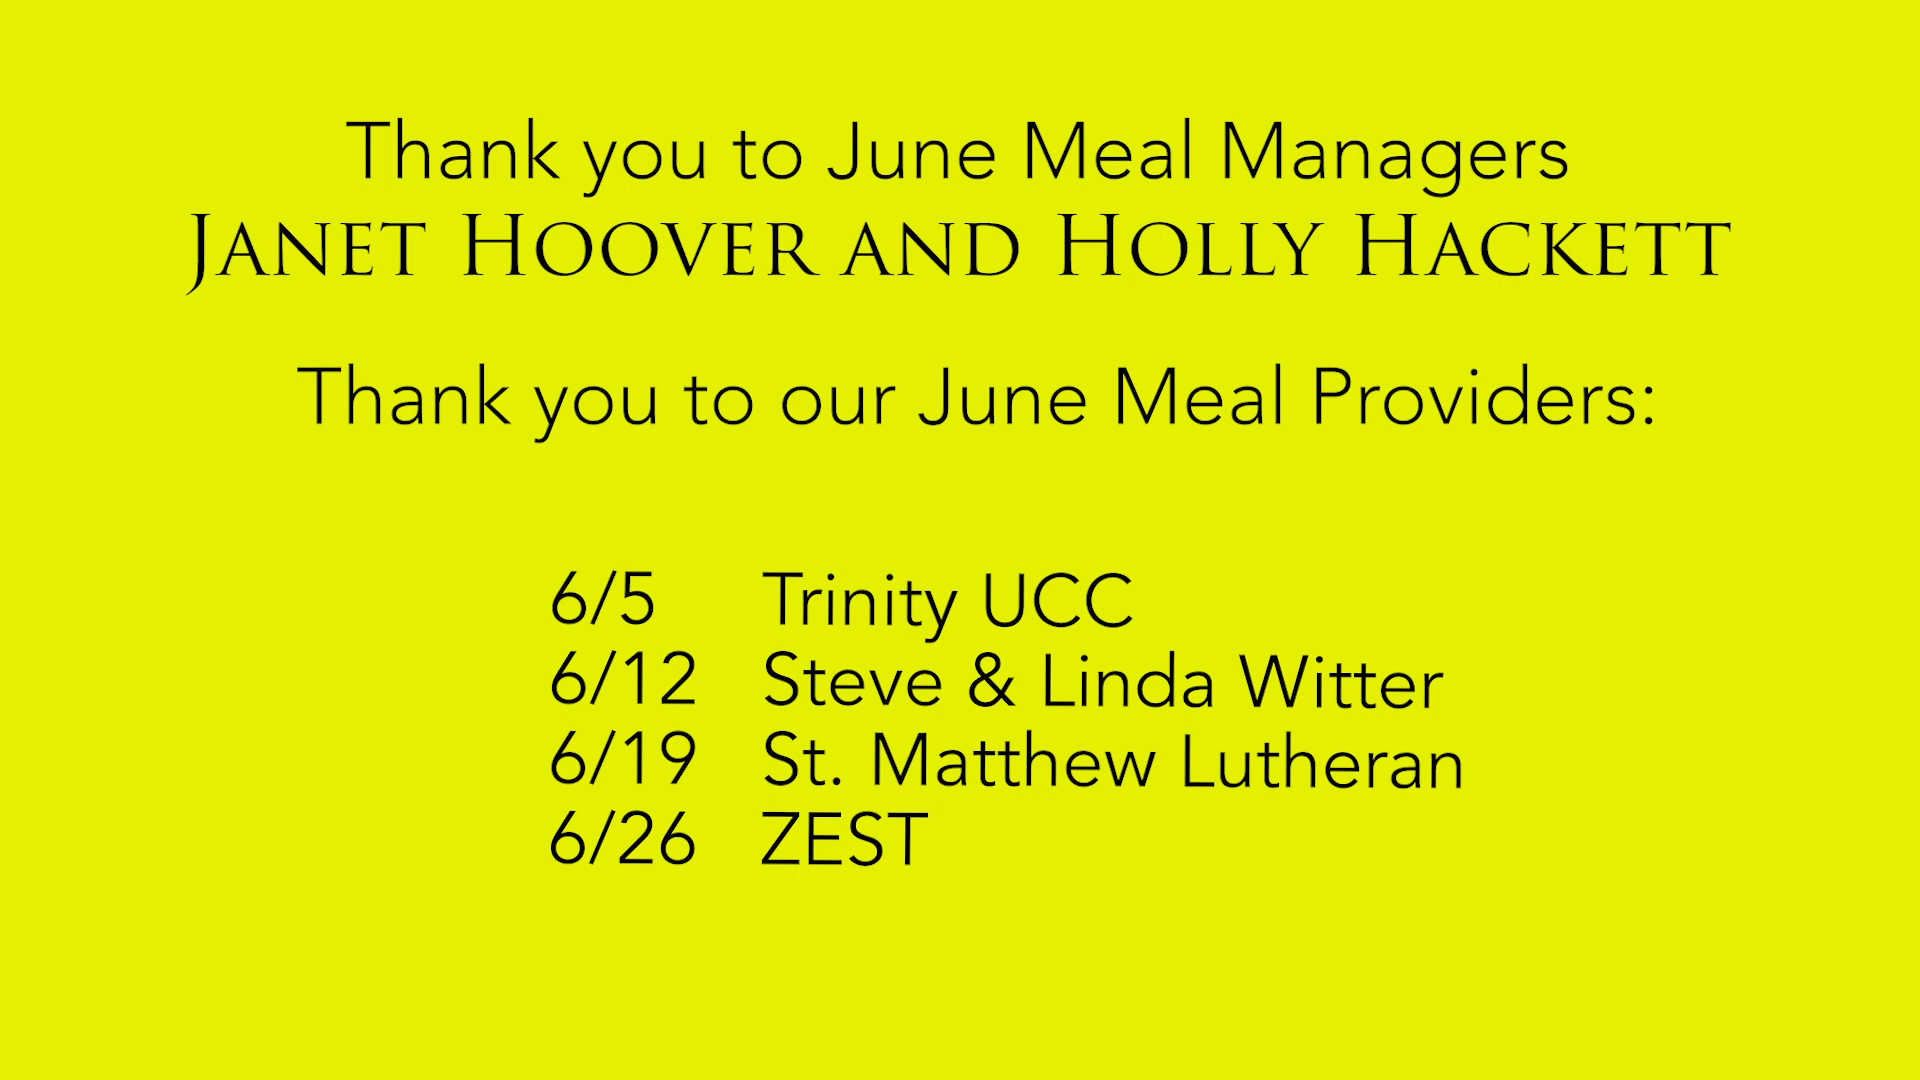 Thank you to June Meal Managers
Janet Hoover and Holly Hackett
Thank you to our June Meal Providers:
6/5 Trinity UCC
6/12 Steve & Linda Witter
6/19 St. Matthew Lutheran
6/26 ZEST